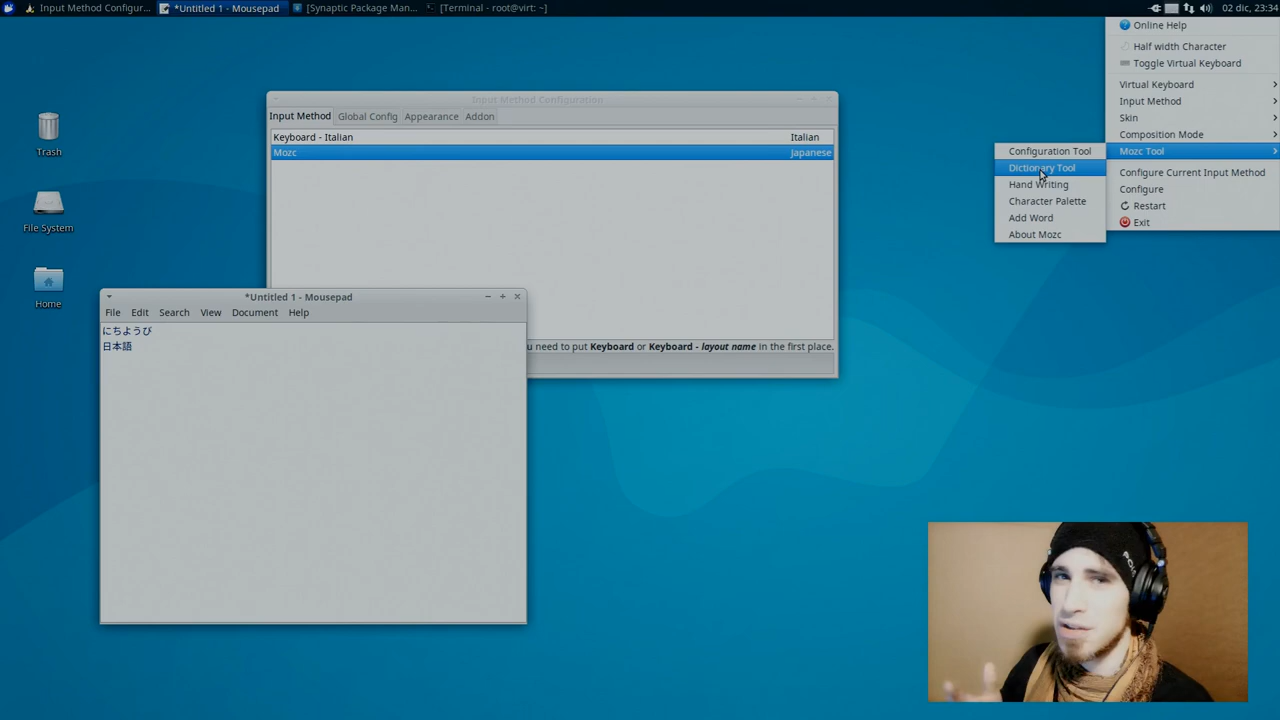 Input Method Configur...
*Untitled 1 - Mousepad
[Synaptic Package Man...
[Terminal - root@virt: ~]
02 dic, 23:34
Online Help
Half width Character
Toggle Virtual Keyboard
Virtual Keyboard
Input Method
Skin
Composition Mode
Mozc Tool
Configure Current Input Method
Configure
Restart
Exit
Configuration Tool
Dictionary Tool
Hand Writing
Character Palette
Add Word
About Mozc
Trash
File System
Home
Input Method Configuration
Input Method Global Config Appearance Addon
Keyboard - Italian Italian
Mozc Japanese
need to put Keyboard or Keyboard - layout name in the first place.
*Untitled 1 - Mousepad
File Edit Search View Document Help
にちようび
日本語